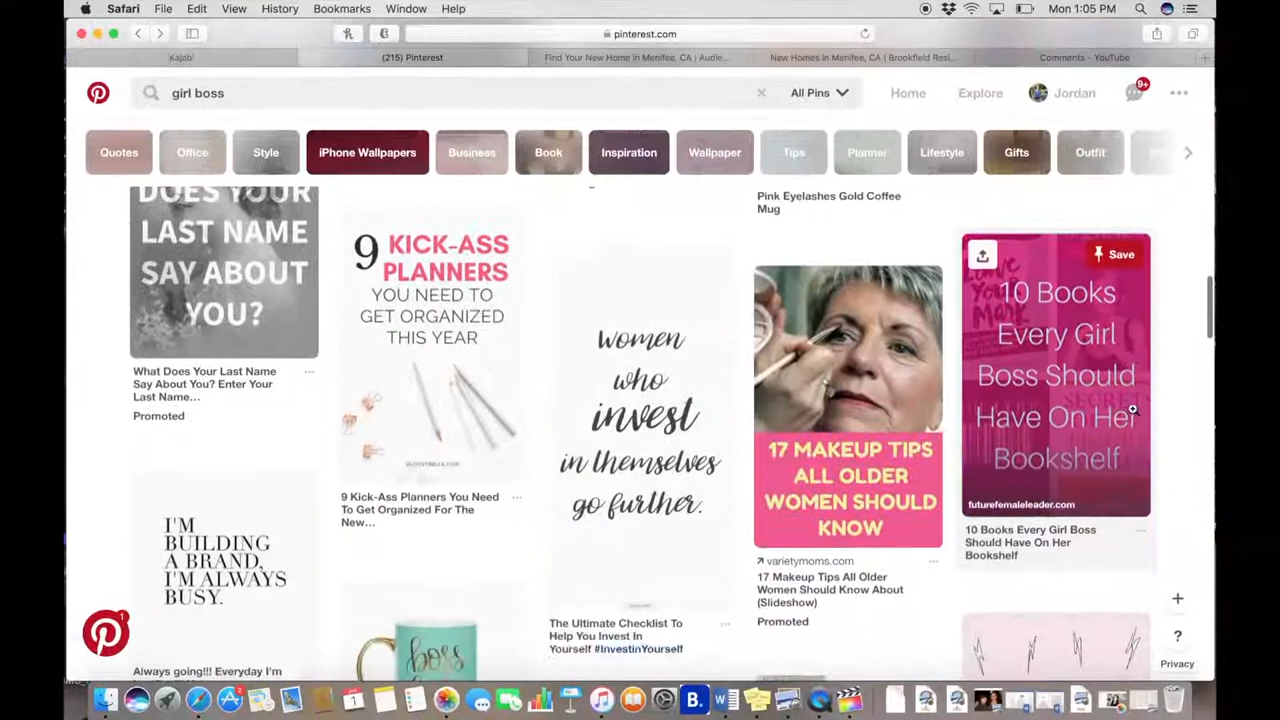 Safari File Edit View History Bookmarks Window Help Mon 1:05 PM
pinterest.com
Kajabi (215) Pinterest Find Your New Home in Menifee, CA | Audie... New Homes in Menifee, CA | Brookfield Resi... Comments - YouTube
girl boss All Pins Home Explore Jordan 9+
Quotes Office Style iPhone Wallpapers Business Book Inspiration Wallpaper Tips Planner Lifestyle Gifts Outfit
DOES YOUR
LAST NAME
SAY ABOUT
YOU?
What Does Your Last Name
Say About You? Enter Your
Last Name...
Promoted
I'M
BUILDING
A BRAND,
I'M ALWAYS
BUSY.
Always going!!! Everyday I'm
9 KICK-ASS
PLANNERS
YOU NEED TO
GET ORGANIZED
THIS YEAR
GLOSSYBELLE.COM
9 Kick-Ass Planners You Need
To Get Organized For The
New...
boss
women
who
invest
in themselves
go further.
The Ultimate Checklist To
Help You Invest In
Yourself #InvestinYourself
Pink Eyelashes Gold Coffee
Mug
17 MAKEUP TIPS
ALL OLDER
WOMEN SHOULD
KNOW
varietymoms.com
17 Makeup Tips All Older
Women Should Know About
(Slideshow)
Promoted
Save
10 Books
Every Girl
Boss Should
Have On Her
Bookshelf
futurefemaleleader.com
10 Books Every Girl Boss
Should Have On Her
Bookshelf
+
?
Privacy
1
B.